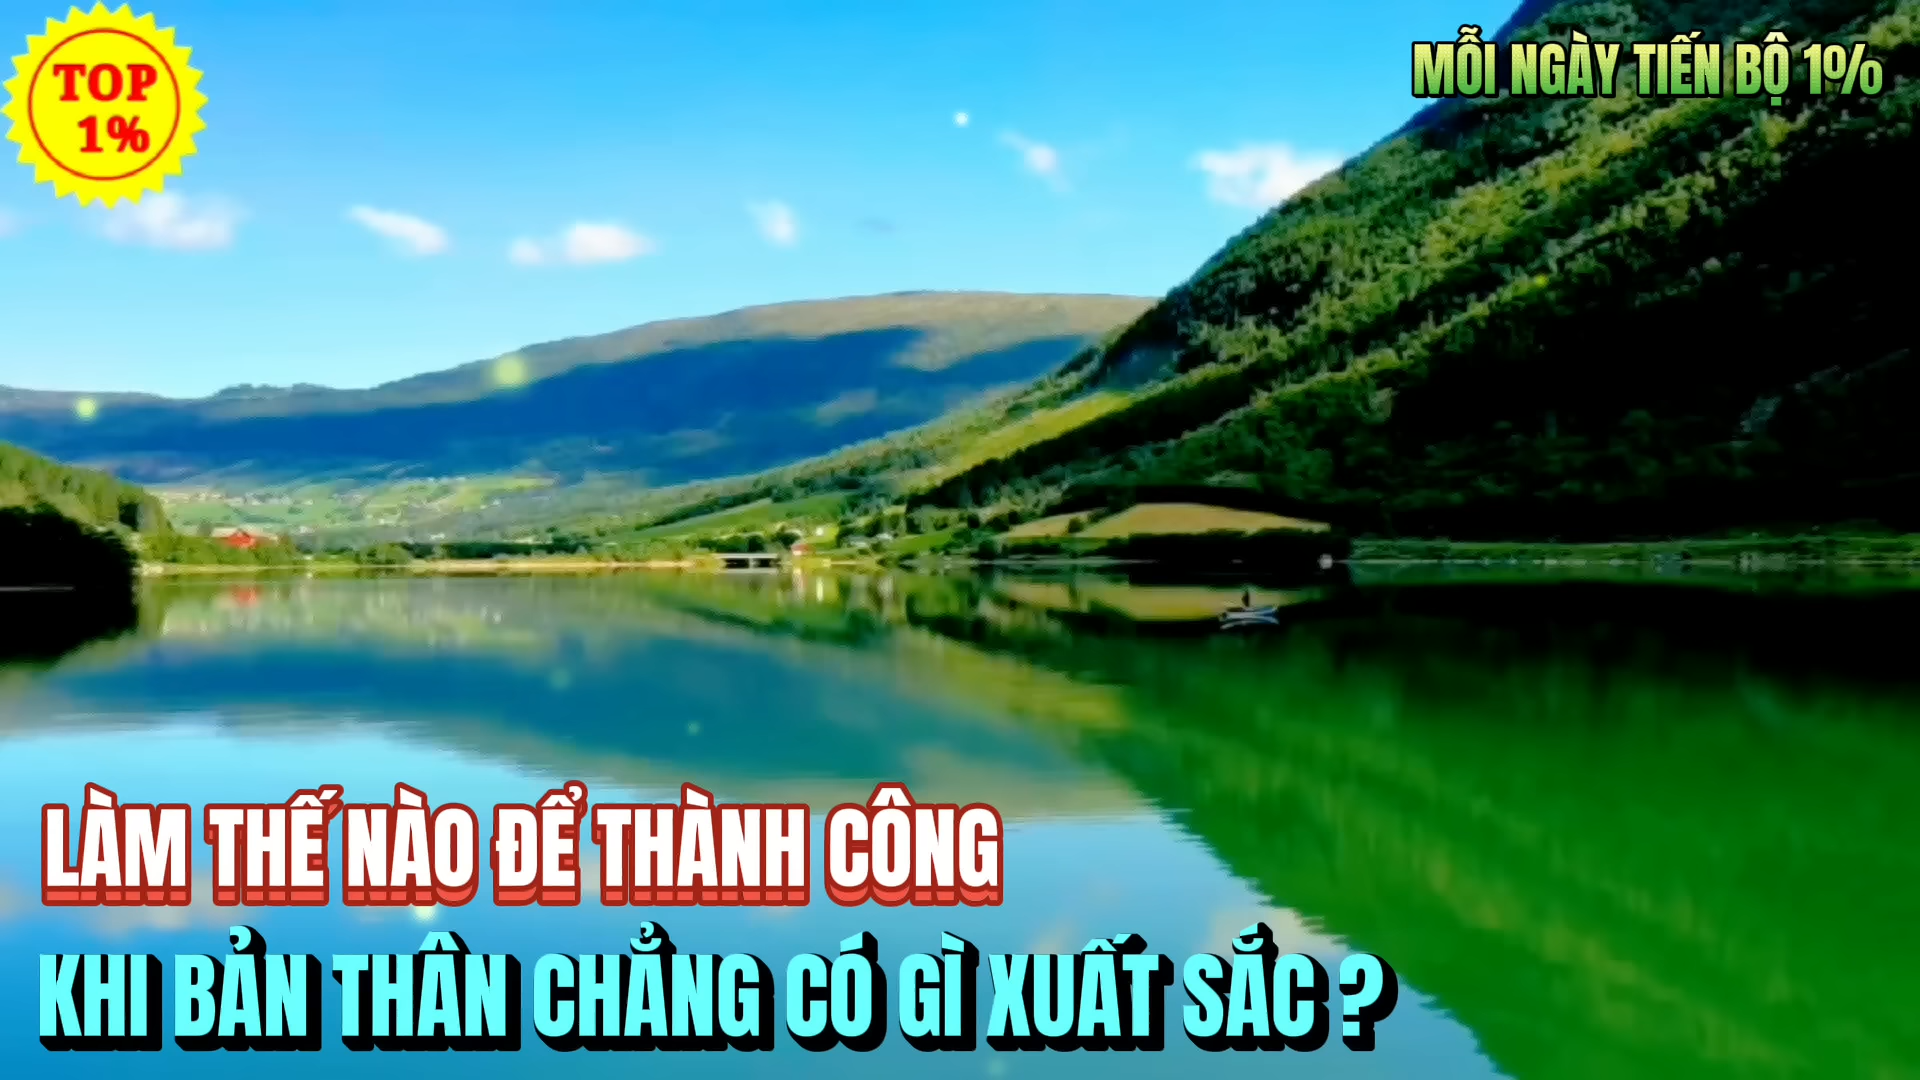 TOP
1%
MỖI NGÀY TIẾN BỘ 1%
LÀM THẾ NÀO ĐỂ THÀNH CÔNG
KHI BẢN THÂN CHẲNG CÓ GÌ XUẤT SẮC ?